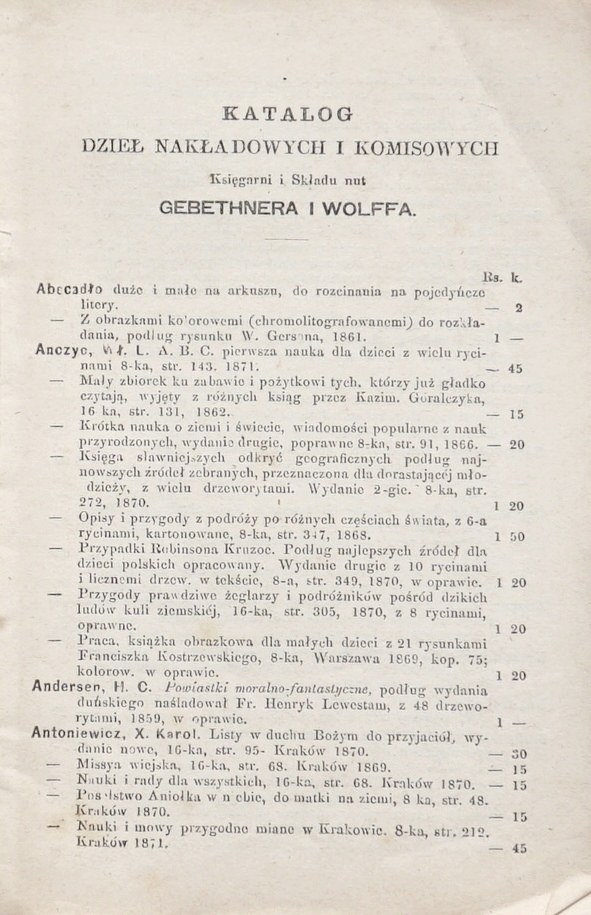 KATALOG
DZIEŁ NAKŁADOWYCH I KOMISOWYCH
Księgarni i Składu nut
GEBETHNERA I WOLFFA.
Rs. k.
Abecadło duże i małe na arkuszu, do rozcinania na pojedyńcze
litery. — 2
— Z obrazkami kolorowemi (chromolitografowanemi) do rozkła-
dania, podług rysunku W. Gersona, 1861. 1 —
Anczyc, Wł. L. A. B. C. pierwsza nauka dla dzieci z wielu ryci-
nami 8-ka, str. 143. 1871. — 45
— Mały zbiorek ku zabawie i pożytkowi tych, którzy już gładko
czytają, wyjęty z różnych ksiąg przez Kazim. Góralczyka,
16 ka, str. 131, 1862. — 15
— Krótka nauka o ziemi i świecie, wiadomości popularne z nauk
przyrodzonych, wydanie drugie, poprawne 8-ka, str. 91, 1866. — 20
— Księga sławniejszych odkryć geograficznych podług naj-
nowszych źródeł zebranych, przeznaczona dla dorastającéj mło-
dzieży, z wielu drzeworytami. Wydanie 2-gie. 8-ka, str.
272, 1870. 1 20
— Opisy i przygody z podróży po różnych częściach świata, z 6-a
rycinami, kartonowane, 8-ka, str. 347, 1868. 1 50
— Przypadki Robinsona Kruzoe. Podług najlepszych źródeł dla
dzieci polskich opracowany. Wydanie drugie z 10 rycinami
i licznemi drzew. w tekście, 8-a, str. 349, 1870, w oprawie. 1 20
— Przygody prawdziwe żeglarzy i podróżników pośród dzikich
ludów kuli ziemskiéj, 16-ka, str. 305, 1870, z 8 rycinami,
oprawne. 1 20
— Praca, książka obrazkowa dla małych dzieci z 21 rysunkami
Franciszka Kostrzewskiego, 8-ka, Warszawa 1869, kop. 75;
kolorow. w oprawie. 1 20
Andersen, H. C. Powiastki moralno-fantastyczne, podług wydania
duńskiego naśladował Fr. Henryk Lewestam, z 48 drzewo-
rytami, 1859, w oprawie. 1 —
Antoniewicz, X. Karol. Listy w duchu Bożym do przyjaciół, wy-
danie nowe, 16-ka, str. 95- Kraków 1870. — 30
— Missya wiejska, 16-ka, str. 68. Kraków 1869. — 15
— Nauki i rady dla wszystkich, 16-ka, str. 68. Kraków 1870. — 15
— Poselstwo Aniołka w niebie, do matki na ziemi, 8 ka, str. 48.
Kraków 1870. — 15
— Nauki i mowy przygodne miane w Krakowie. 8-ka, str. 212.
Kraków 1871. — 45